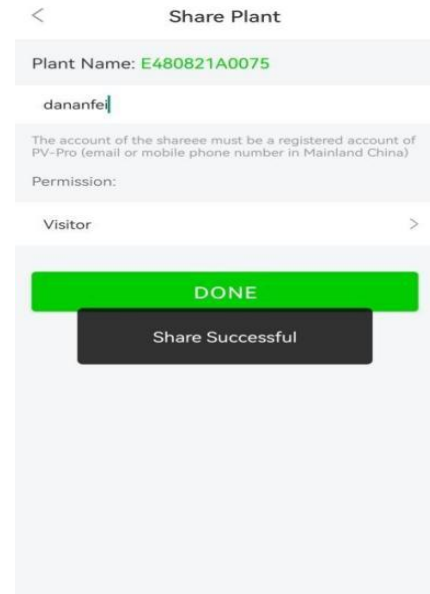 Share Plant
Plant Name: E480821A0075
dananfei
The account of the shareee must be a registered account of
PV-Pro (email or mobile phone number in Mainland China)
Permission:
Visitor
DONE
Share Successful